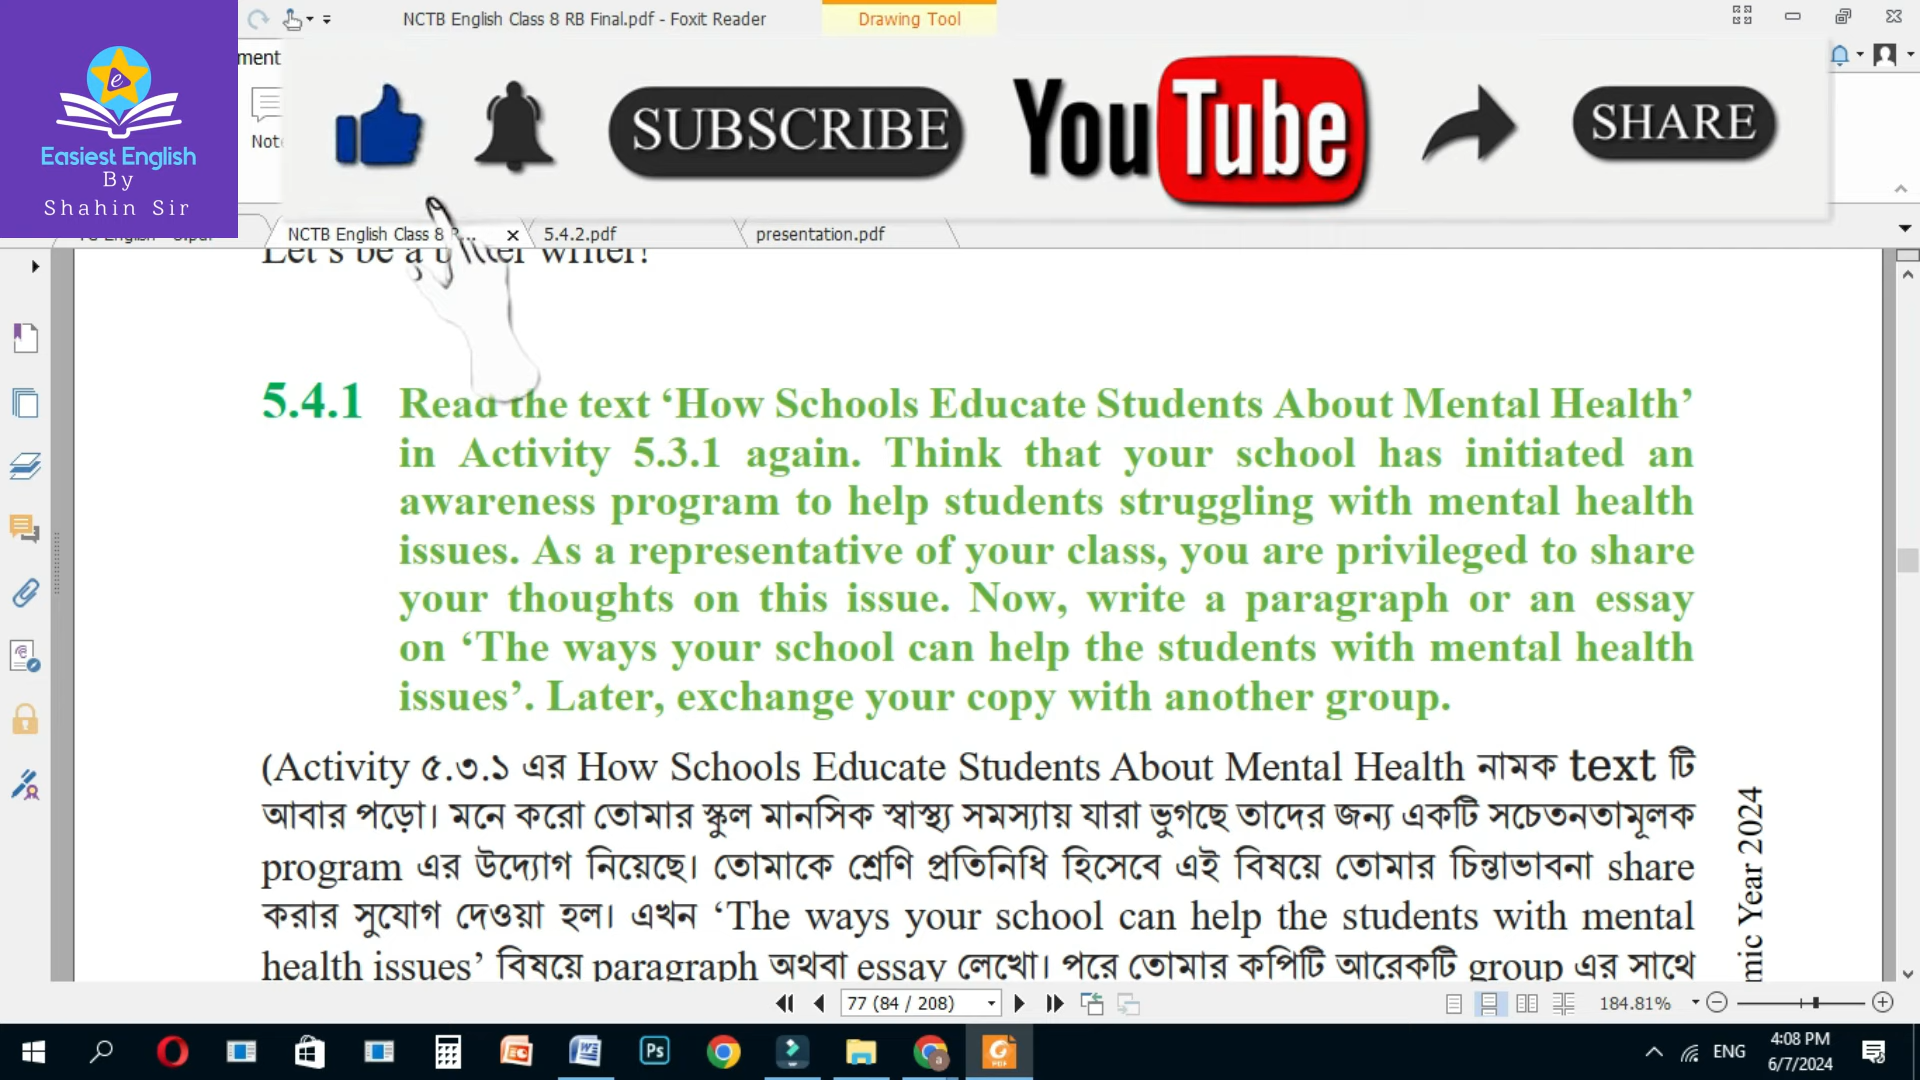 NCTB English Class 8 RB Final.pdf - Foxit Reader
Drawing Tool
ment
Easiest English
By
Shahin Sir
SUBSCRIBE
YouTube
SHARE
NCTB English Class 8 R...
5.4.2.pdf
presentation.pdf
Let's be a better writer!
5.4.1 Read the text ‘How Schools Educate Students About Mental Health’
in Activity 5.3.1 again. Think that your school has initiated an
awareness program to help students struggling with mental health
issues. As a representative of your class, you are privileged to share
your thoughts on this issue. Now, write a paragraph or an essay
on ‘The ways your school can help the students with mental health
issues’. Later, exchange your copy with another group.
(Activity ৫.৩.১ এর How Schools Educate Students About Mental Health নামক text টি
আবার পড়ো। মনে করো তোমার স্কুল মানসিক স্বাস্থ্য সমস্যায় যারা ভুগছে তাদের জন্য একটি সচেতনতামূলক
program এর উদ্যোগ নিয়েছে। তোমাকে শ্রেণি প্রতিনিধি হিসেবে এই বিষয়ে তোমার চিন্তাভাবনা share
করার সুযোগ দেওয়া হল। এখন ‘The ways your school can help the students with mental
health issues’ বিষয়ে paragraph অথবা essay লেখো। পরে তোমার কপিটি আরেকটি group এর সাথে
mic Year 2024
77 (84 / 208)
184.81%
ENG
4:08 PM
6/7/2024